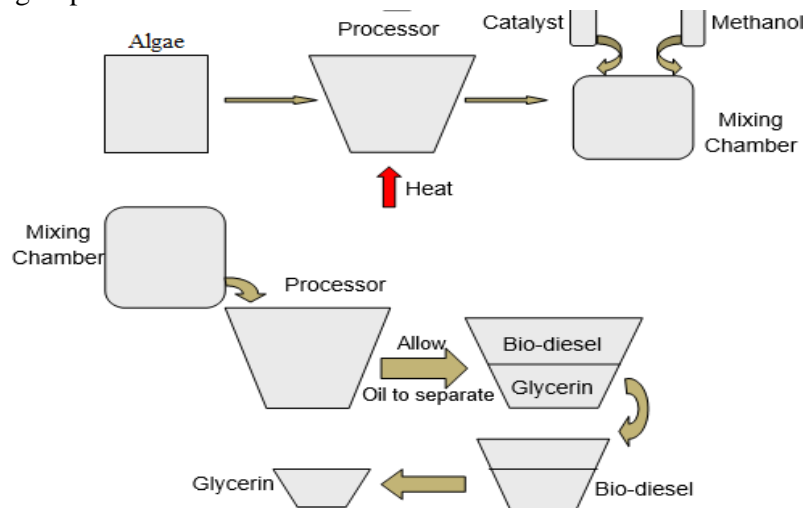 Algae
Processor
Catalyst
Methanol
Mixing
Chamber
Heat
Mixing
Chamber
Processor
Allow
Oil to separate
Bio-diesel
Glycerin
Glycerin
Bio-diesel